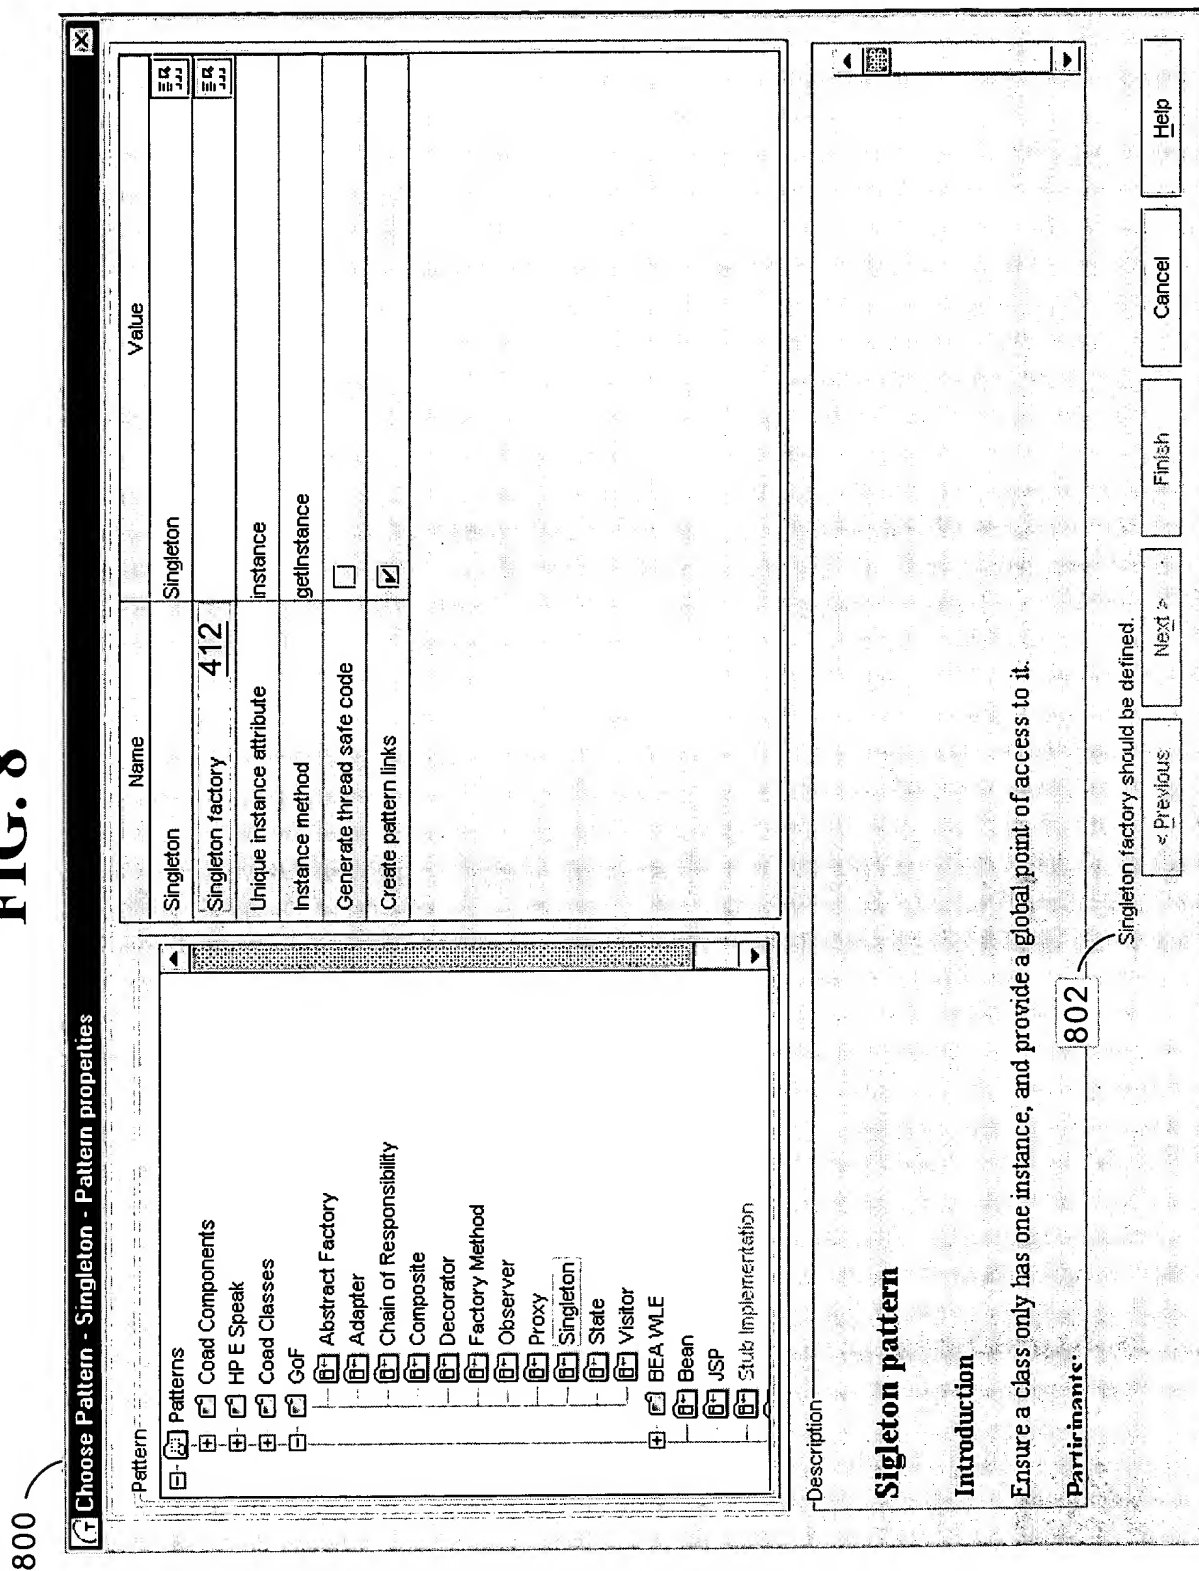 FIG. 8
800
Choose Pattern - Singleton - Pattern properties
Pattern
Patterns
Coad Components
HP E Speak
Coad Classes
GoF
Abstract Factory
Adapter
Chain of Responsibility
Composite
Decorator
Factory Method
Observer
Proxy
Singleton
State
Visitor
BEA WLE
Bean
JSP
Stub Implementation
Name Value
Singleton Singleton
Singleton factory 412
Unique instance attribute instance
Instance method getInstance
Generate thread safe code
Create pattern links
Description
Sigleton pattern
Introduction
Ensure a class only has one instance, and provide a global point of access to it.
Participants:
802
Singleton factory should be defined.
< Previous Next > Finish Cancel Help